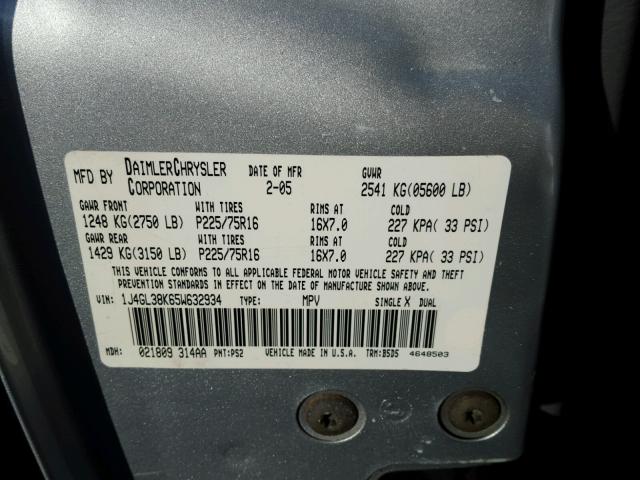 MFD BY DAIMLERCHRYSLER CORPORATION DATE OF MFR 2-05 GVWR 2541 KG(05600 LB)
GAWR FRONT WITH TIRES RIMS AT COLD
1248 KG(2750 LB) P225/75R16 16X7.0 227 KPA( 33 PSI)
GAWR REAR WITH TIRES RIMS AT COLD
1429 KG(3150 LB) P225/75R16 16X7.0 227 KPA( 33 PSI)
THIS VEHICLE CONFORMS TO ALL APPLICABLE FEDERAL MOTOR VEHICLE SAFETY AND THEFT
PREVENTION STANDARDS IN EFFECT ON THE DATE OF MANUFACTURE SHOWN ABOVE.
VIN: 1J4GL38K65W632934 TYPE: MPV SINGLE X DUAL
MDH: 021809 314AA PNT:PS2 VEHICLE MADE IN U.S.A. TRM:BSD5 4648503